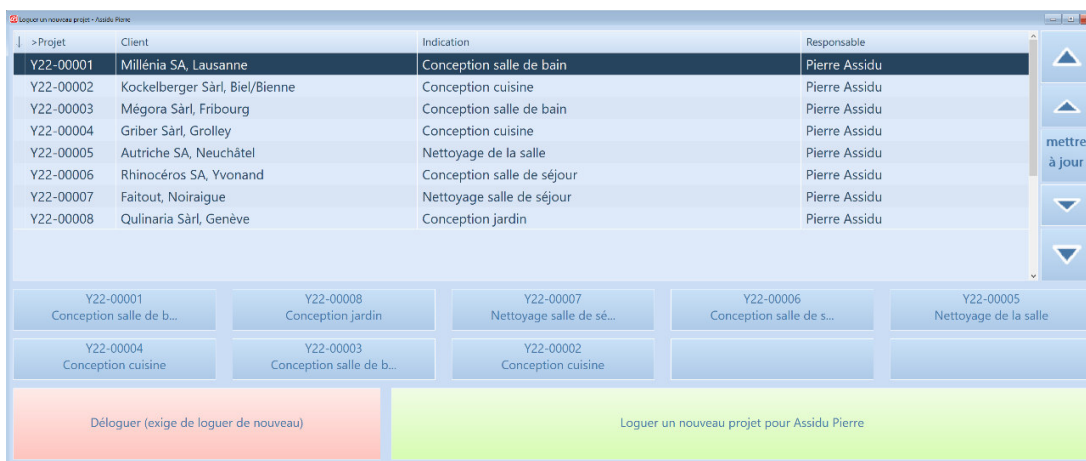 Loguer un nouveau projet - Assidu Pierre
>Projet Client Indication Responsable
Y22-00001 Millénia SA, Lausanne Conception salle de bain Pierre Assidu
Y22-00002 Kockelberger Sàrl, Biel/Bienne Conception cuisine Pierre Assidu
Y22-00003 Mégora Sàrl, Fribourg Conception salle de bain Pierre Assidu
Y22-00004 Griber Sàrl, Grolley Conception cuisine Pierre Assidu
Y22-00005 Autriche SA, Neuchâtel Nettoyage de la salle Pierre Assidu
Y22-00006 Rhinocéros SA, Yvonand Conception salle de séjour Pierre Assidu
Y22-00007 Faitout, Noiraigue Nettoyage salle de séjour Pierre Assidu
Y22-00008 Qulinaria Sàrl, Genève Conception jardin Pierre Assidu
mettre
à jour
Y22-00001 Y22-00008 Y22-00007 Y22-00006 Y22-00005
Conception salle de b... Conception jardin Nettoyage salle de sé... Conception salle de s... Nettoyage de la salle
Y22-00004 Y22-00003 Y22-00002
Conception cuisine Conception salle de b... Conception cuisine
Déloguer (exige de loguer de nouveau) Loguer un nouveau projet pour Assidu Pierre